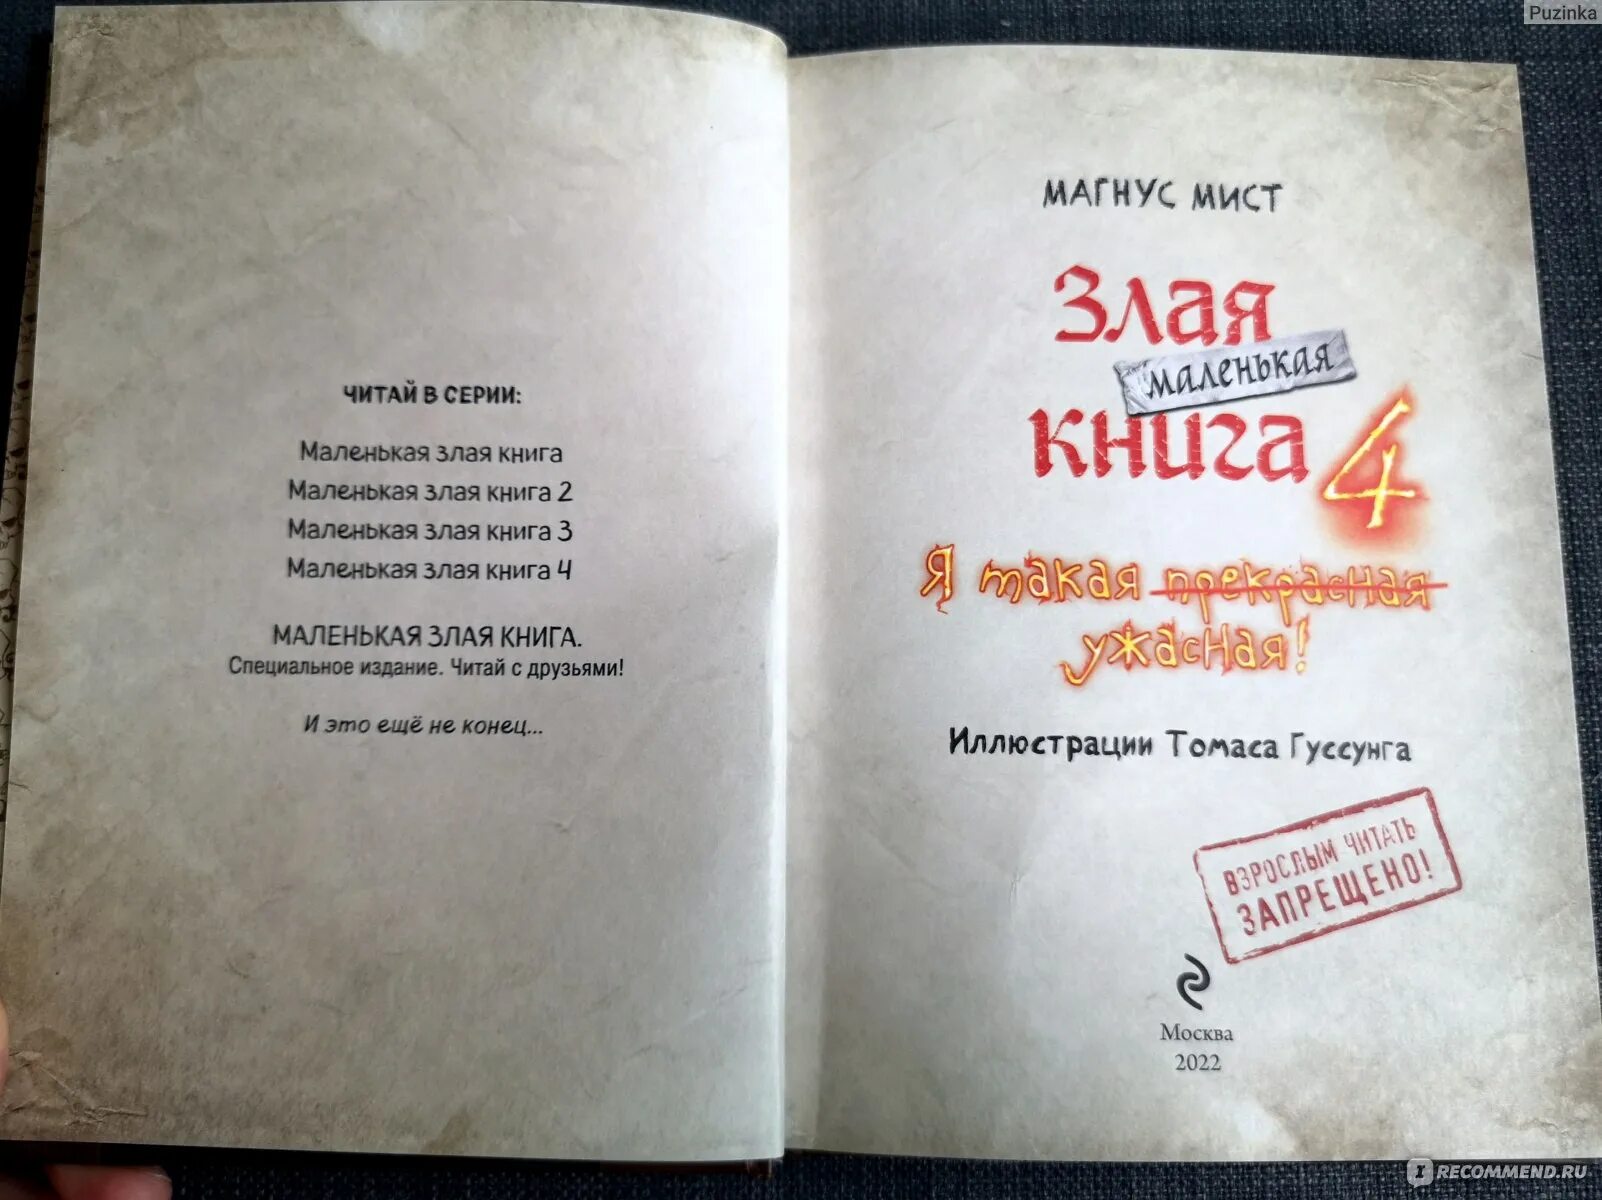 Puzinka
ЧИТАЙ В СЕРИИ:
Маленькая злая книга
Маленькая злая книга 2
Маленькая злая книга 3
Маленькая злая книга 4
МАЛЕНЬКАЯ ЗЛАЯ КНИГА.
Специальное издание. Читай с друзьями!
И это ещё не конец...
МАГНУС МИСТ
Злая
маленькая
книга 4
Я такая прекрасная
ужасная!
Иллюстрации Томаса Гуссунга
ВЗРОСЛЫМ ЧИТАТЬ
ЗАПРЕЩЕНО!
Москва
2022
IRECOMMEND.RU